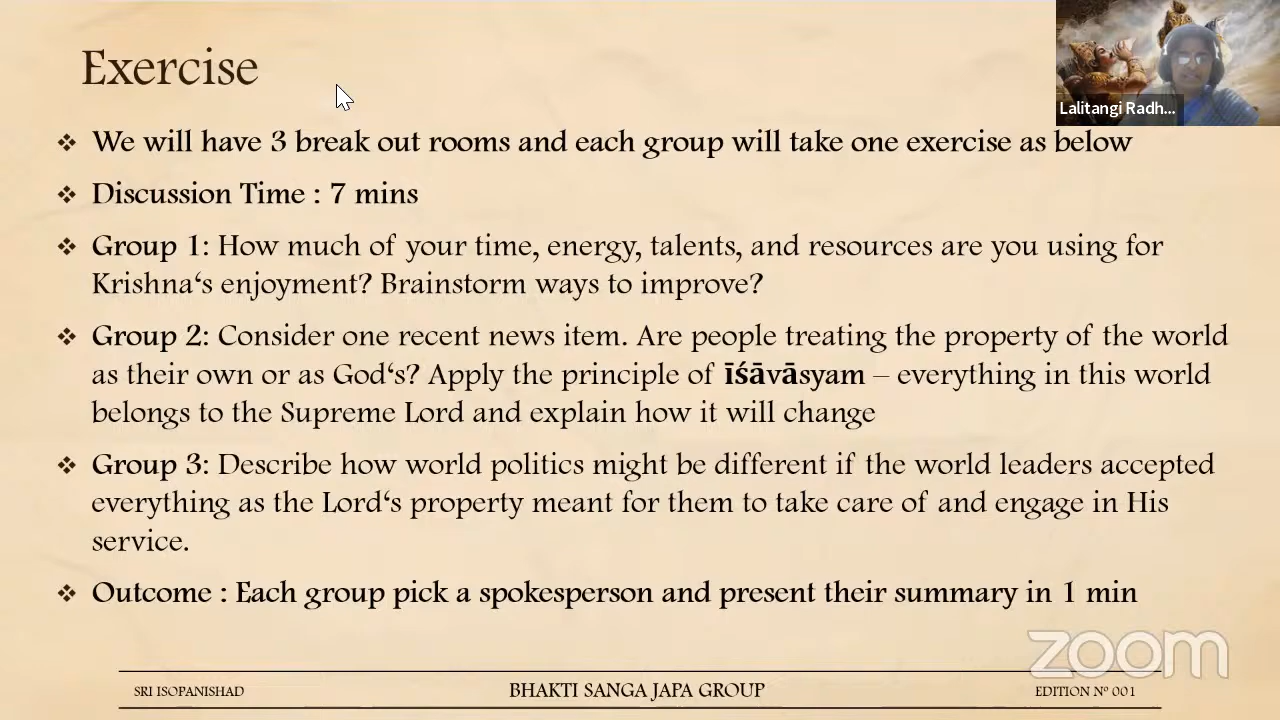 Exercise
Lalitangi Radh...
❖ We will have 3 break out rooms and each group will take one exercise as below
❖ Discussion Time : 7 mins
❖ Group 1: How much of your time, energy, talents, and resources are you using for
Krishna‘s enjoyment? Brainstorm ways to improve?
❖ Group 2: Consider one recent news item. Are people treating the property of the world
as their own or as God‘s? Apply the principle of īśāvāsyam – everything in this world
belongs to the Supreme Lord and explain how it will change
❖ Group 3: Describe how world politics might be different if the world leaders accepted
everything as the Lord‘s property meant for them to take care of and engage in His
service.
❖ Outcome : Each group pick a spokesperson and present their summary in 1 min
zoom
SRI ISOPANISHAD BHAKTI SANGA JAPA GROUP EDITION Nº 001